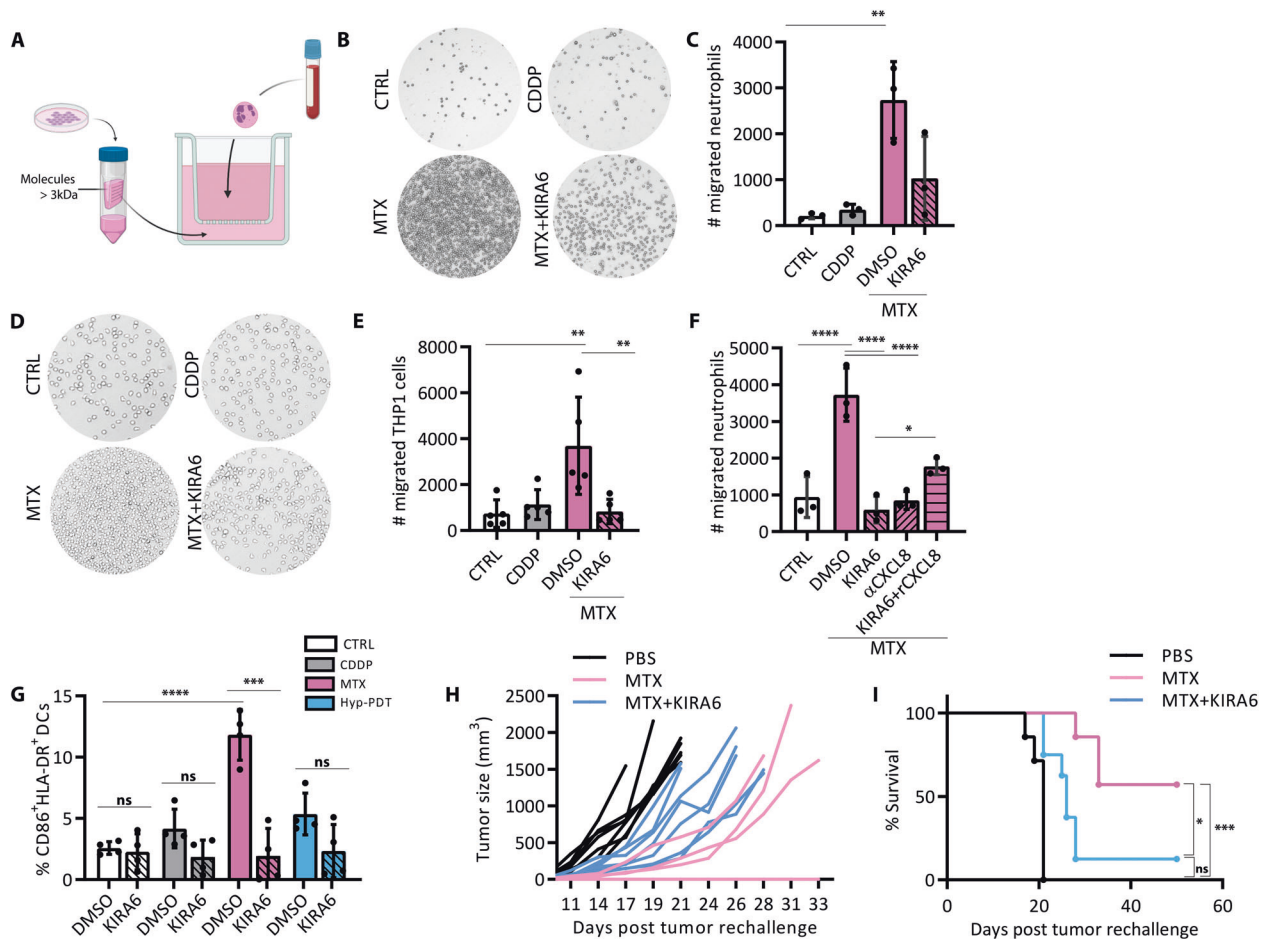 A
Molecules
> 3kDa
B
CTRL
CDDP
MTX
MTX+KIRA6
C
**
# migrated neutrophils
4000
3000
2000
1000
0
CTRL
CDDP
DMSO
KIRA6
MTX
D
CTRL
CDDP
MTX
MTX+KIRA6
E
**
**
# migrated THP1 cells
8000
6000
4000
2000
0
CTRL
CDDP
DMSO
KIRA6
MTX
F
**** **** ****
*
# migrated neutrophils
5000
4000
3000
2000
1000
0
CTRL
DMSO
KIRA6
αCXCL8
KIRA6+rCXCL8
MTX
G
CTRL
CDDP
MTX
Hyp-PDT
% CD86+HLA-DR+ DCs
15
10
5
0
**** ***
ns
ns
ns
DMSO
KIRA6
DMSO
KIRA6
DMSO
KIRA6
DMSO
KIRA6
H
PBS
MTX
MTX+KIRA6
Tumor size (mm³)
2500
2000
1500
1000
500
0
11 14 17 19 21 24 26 28 31 33
Days post tumor rechallenge
I
PBS
MTX
MTX+KIRA6
% Survival
100
50
0
* ***
ns
0 20 40 60
Days post tumor rechallenge